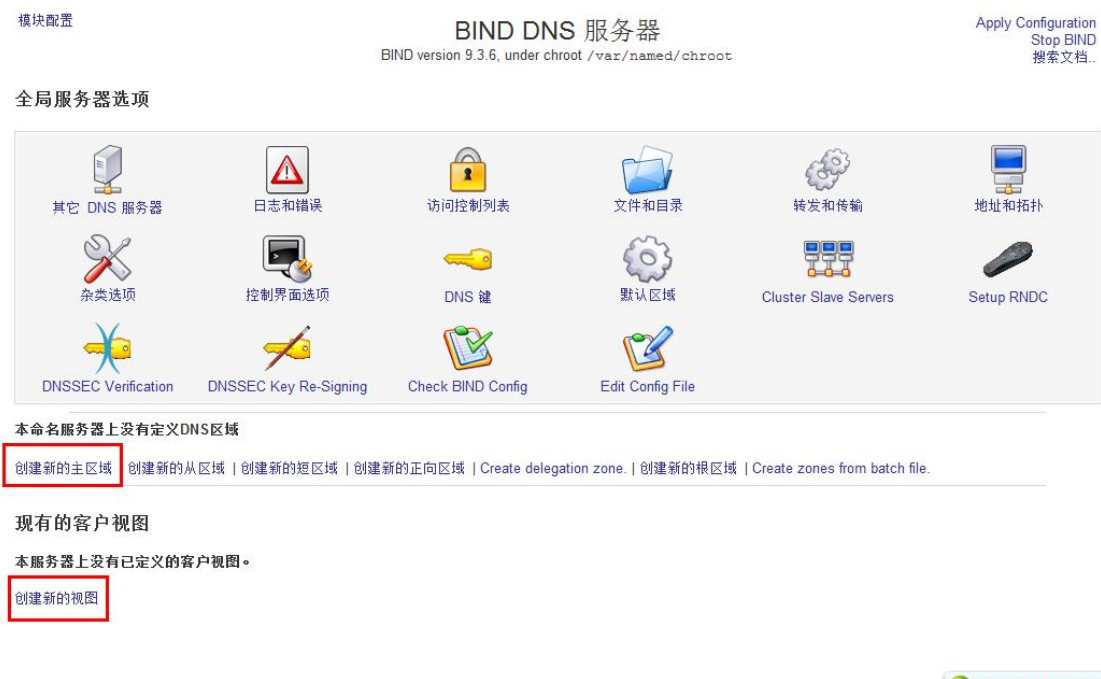 模块配置
BIND DNS 服务器
BIND version 9.3.6, under chroot /var/named/chroot
Apply Configuration
Stop BIND
搜索文档..
全局服务器选项
其它 DNS 服务器 日志和错误 访问控制列表 文件和目录 转发和传输 地址和拓扑
杂类选项 控制界面选项 DNS 键 默认区域 Cluster Slave Servers Setup RNDC
DNSSEC Verification DNSSEC Key Re-Signing Check BIND Config Edit Config File
本命名服务器上没有定义DNS区域
创建新的主区域 创建新的从区域 | 创建新的短区域 | 创建新的正向区域 | Create delegation zone. | 创建新的根区域 | Create zones from batch file.
现有的客户视图
本服务器上没有已定义的客户视图。
创建新的视图